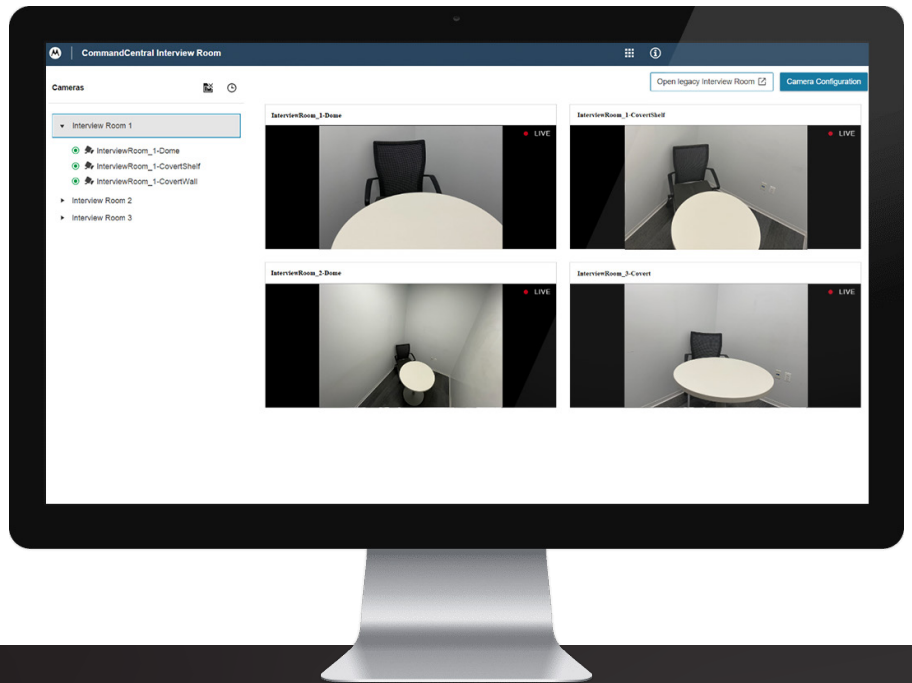 CommandCentral Interview Room
Cameras
Open legacy Interview Room
Camera Configuration
Interview Room 1
InterviewRoom_1-Dome
InterviewRoom_1-CovertShelf
InterviewRoom_1-CovertWall
Interview Room 2
Interview Room 3
InterviewRoom_1-Dome
LIVE
InterviewRoom_1-CovertShelf
LIVE
InterviewRoom_2-Dome
LIVE
InterviewRoom_3-Covert
LIVE